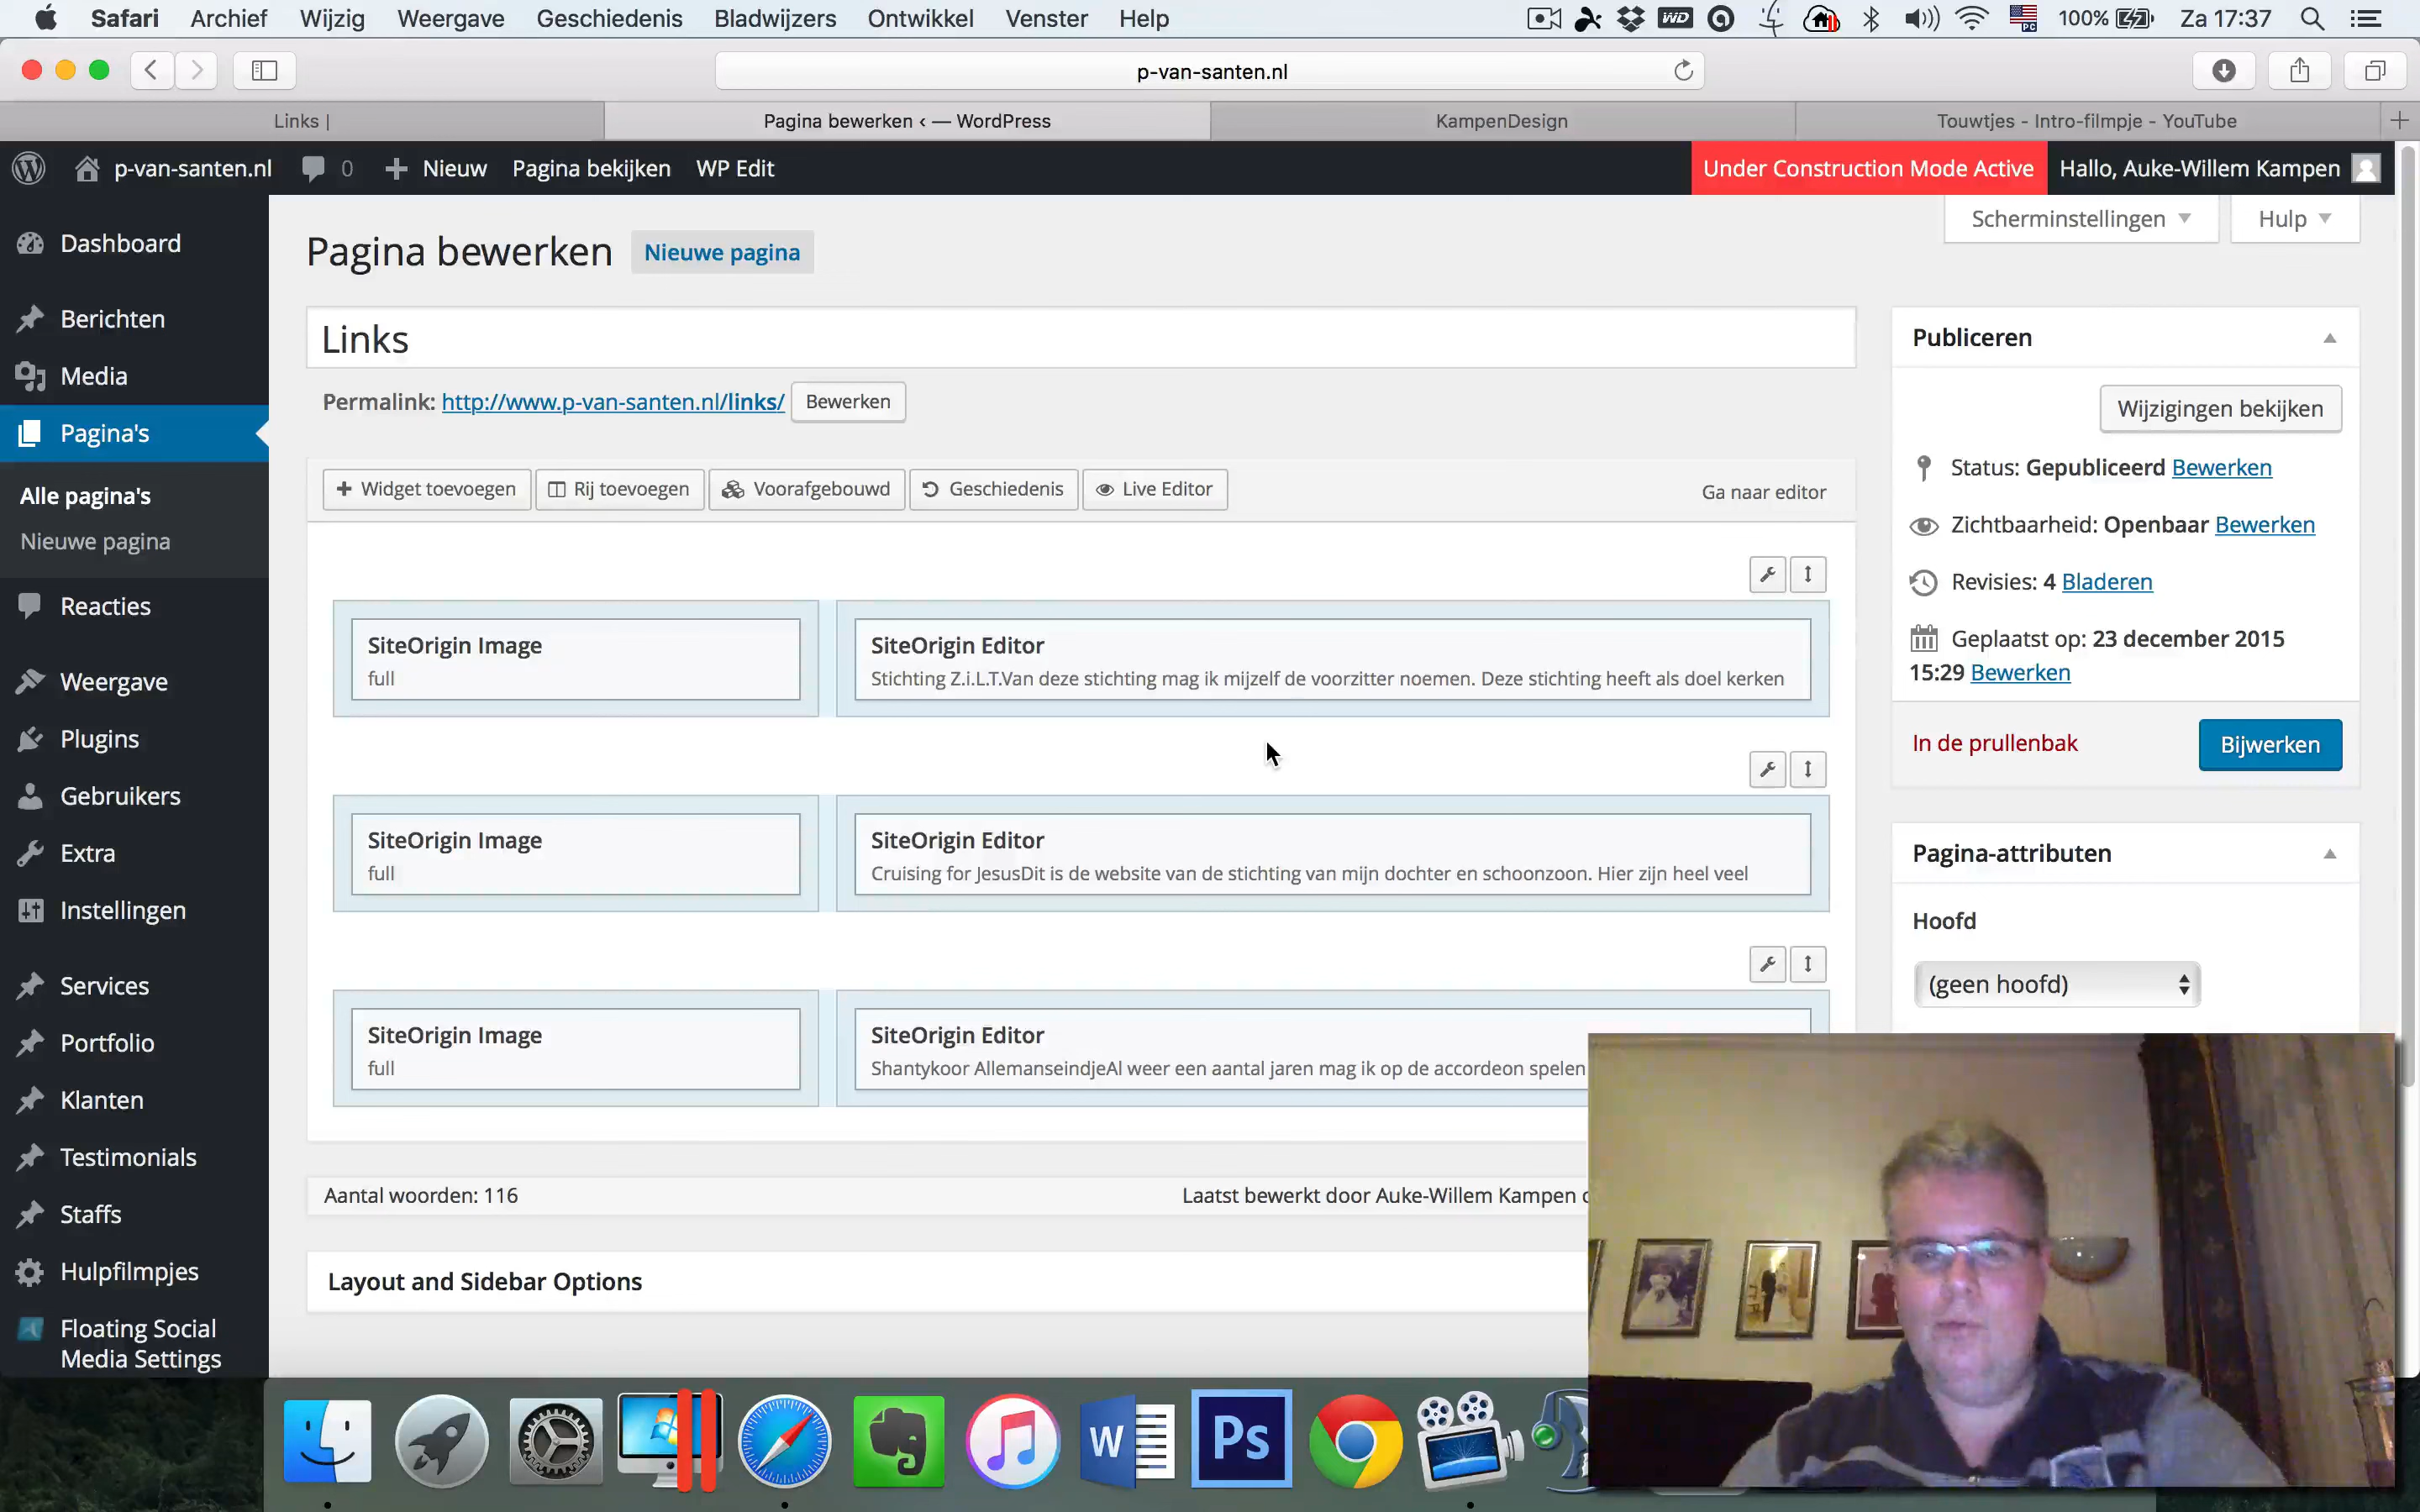 Safari Archief Wijzig Weergave Geschiedenis Bladwijzers Ontwikkel Venster Help
WD 100% Za 17:37
p-van-santen.nl
Links |
Pagina bewerken ‹ — WordPress
KampenDesign
Touwtjes - Intro-filmpje - YouTube
p-van-santen.nl 0 Nieuw Pagina bekijken WP Edit
Under Construction Mode Active
Hallo, Auke-Willem Kampen
Dashboard
Berichten
Media
Pagina's
Alle pagina's
Nieuwe pagina
Reacties
Weergave
Plugins
Gebruikers
Extra
Instellingen
Services
Portfolio
Klanten
Testimonials
Staffs
Hulpfilmpjes
Floating Social
Media Settings
Scherminstellingen
Hulp
Pagina bewerken
Nieuwe pagina
Links
Permalink: http://www.p-van-santen.nl/links/ Bewerken
Widget toevoegen
Rij toevoegen
Voorafgebouwd
Geschiedenis
Live Editor
Ga naar editor
SiteOrigin Image
full
SiteOrigin Editor
Stichting Z.i.L.T.Van deze stichting mag ik mijzelf de voorzitter noemen. Deze stichting heeft als doel kerken
SiteOrigin Image
full
SiteOrigin Editor
Cruising for JesusDit is de website van de stichting van mijn dochter en schoonzoon. Hier zijn heel veel
SiteOrigin Image
full
SiteOrigin Editor
Shantykoor AllemanseindjeAl weer een aantal jaren mag ik op de accordeon spelen
Aantal woorden: 116
Laatst bewerkt door Auke-Willem Kampen
Layout and Sidebar Options
Publiceren
Wijzigingen bekijken
Status: Gepubliceerd Bewerken
Zichtbaarheid: Openbaar Bewerken
Revisies: 4 Bladeren
Geplaatst op: 23 december 2015
15:29 Bewerken
In de prullenbak
Bijwerken
Pagina-attributen
Hoofd
(geen hoofd)
W
Ps